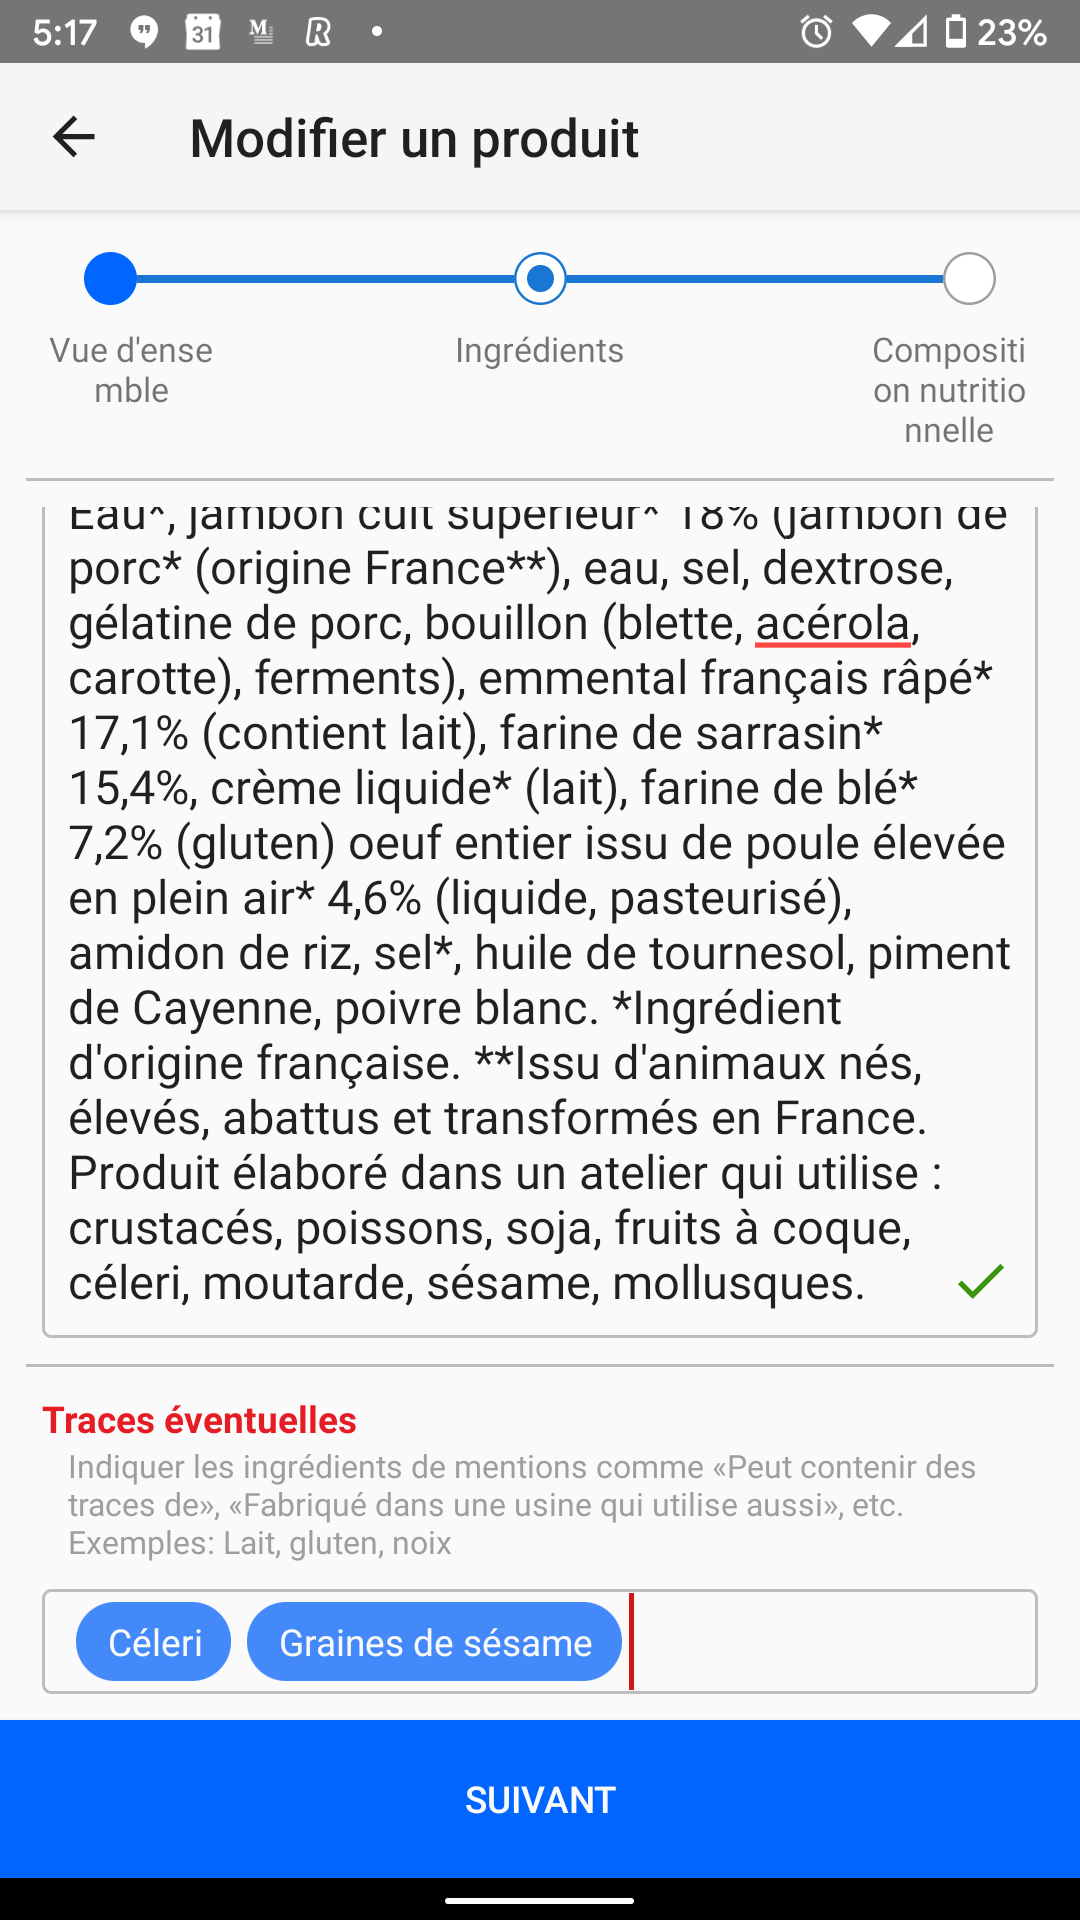 5:17
31
23%
Modifier un produit
Vue d'ense
mble
Ingrédients
Compositi
on nutritio
nnelle
Eau*, jambon cuit supérieur* 18% (jambon de
porc* (origine France**), eau, sel, dextrose,
gélatine de porc, bouillon (blette, acérola,
carotte), ferments), emmental français râpé*
17,1% (contient lait), farine de sarrasin*
15,4%, crème liquide* (lait), farine de blé*
7,2% (gluten) oeuf entier issu de poule élevée
en plein air* 4,6% (liquide, pasteurisé),
amidon de riz, sel*, huile de tournesol, piment
de Cayenne, poivre blanc. *Ingrédient
d'origine française. **Issu d'animaux nés,
élevés, abattus et transformés en France.
Produit élaboré dans un atelier qui utilise :
crustacés, poissons, soja, fruits à coque,
céleri, moutarde, sésame, mollusques.
Traces éventuelles
Indiquer les ingrédients de mentions comme «Peut contenir des
traces de», «Fabriqué dans une usine qui utilise aussi», etc.
Exemples: Lait, gluten, noix
Céleri
Graines de sésame
SUIVANT